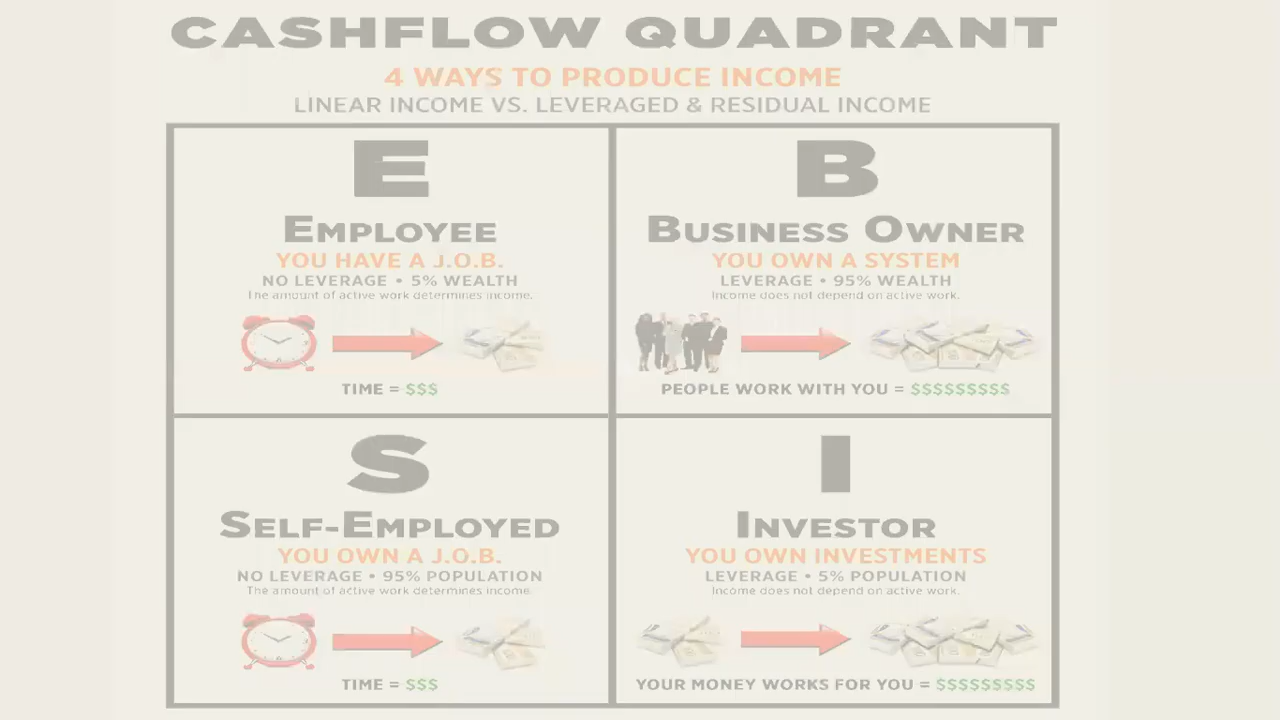 CASHFLOW QUADRANT
4 WAYS TO PRODUCE INCOME
LINEAR INCOME VS. LEVERAGED & RESIDUAL INCOME
E
EMPLOYEE
YOU HAVE A J.O.B.
NO LEVERAGE • 5% WEALTH
The amount of active work determines income.
TIME = $$$
B
BUSINESS OWNER
YOU OWN A SYSTEM
LEVERAGE • 95% WEALTH
Income does not depend on active work.
PEOPLE WORK WITH YOU = $$$$$$$$$
S
SELF-EMPLOYED
YOU OWN A J.O.B.
NO LEVERAGE • 95% POPULATION
The amount of active work determines income.
TIME = $$$
I
INVESTOR
YOU OWN INVESTMENTS
LEVERAGE • 5% POPULATION
Income does not depend on active work.
YOUR MONEY WORKS FOR YOU = $$$$$$$$$